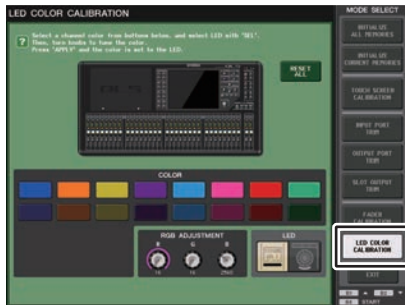 LED COLOR CALIBRATION
Select a channel color from buttons below, and select LED with "SEL".
Then, turn knobs to tune the color.
Press "APPLY" and the color is set to the LED.
RESET
ALL
COLOR
RGB ADJUSTMENT
R
G
B
LED
MODE SELECT
INITIALIZE
ALL MEMORIES
INITIALIZE
CURRENT MEMORIES
TOUCH SCREEN
CALIBRATION
INPUT PORT
TRIM
OUTPUT PORT
TRIM
SLOT OUTPUT
TRIM
FADER
CALIBRATION
LED COLOR
CALIBRATION
EXIT
START